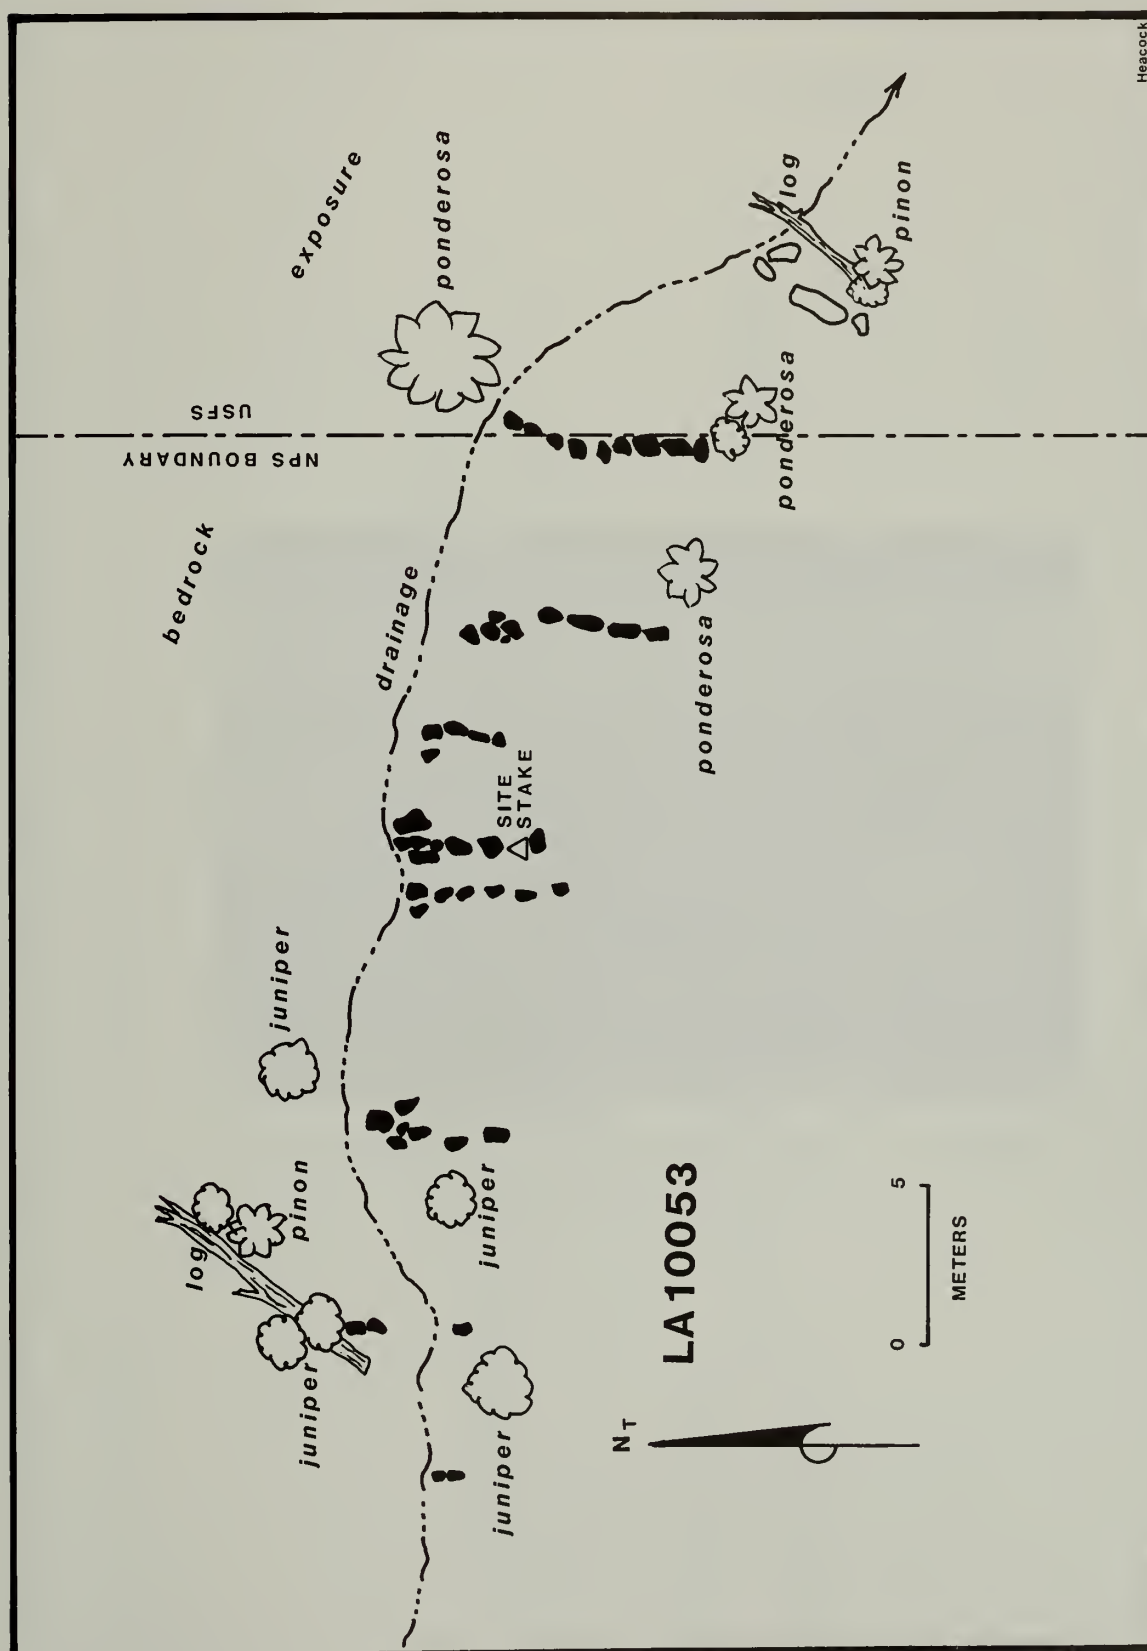 bedrock
exposure
log
USFS
NPS BOUNDARY
juniper
pinon
juniper
ponderosa
drainage
juniper
juniper
SITE
STAKE
ponderosa
ponderosa
log
pinon
N T
LA10053
0 5
METERS
Heacock